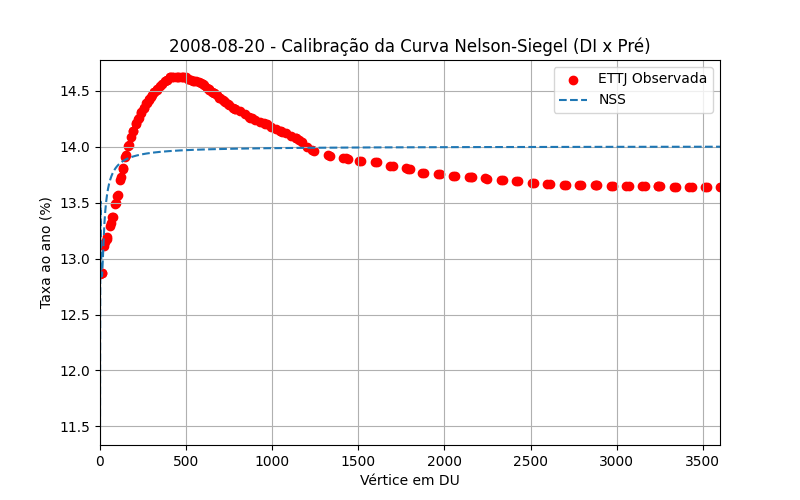 2008-08-20 - Calibração da Curva Nelson-Siegel (DI x Pré)
ETTJ Observada
NSS
Taxa ao ano (%)
14.5
14.0
13.5
13.0
12.5
12.0
11.5
0 500 1000 1500 2000 2500 3000 3500
Vértice em DU